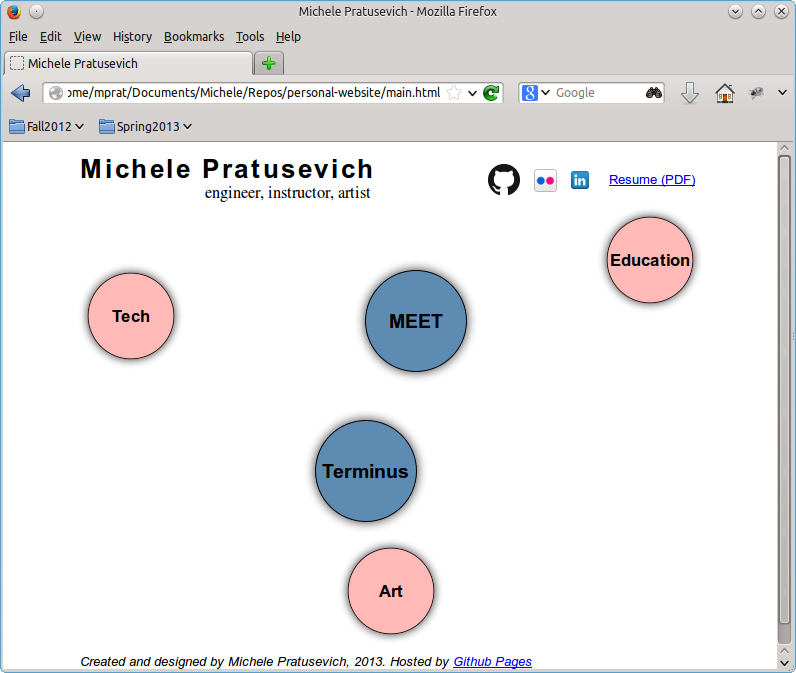 Michele Pratusevich - Mozilla Firefox
File Edit View History Bookmarks Tools Help
Michele Pratusevich
ome/mprat/Documents/Michele/Repos/personal-website/main.html
8 Google
Fall2012 Spring2013
Michele Pratusevich
engineer, instructor, artist
in Resume (PDF)
Education
Tech
MEET
Terminus
Art
Created and designed by Michele Pratusevich, 2013. Hosted by Github Pages